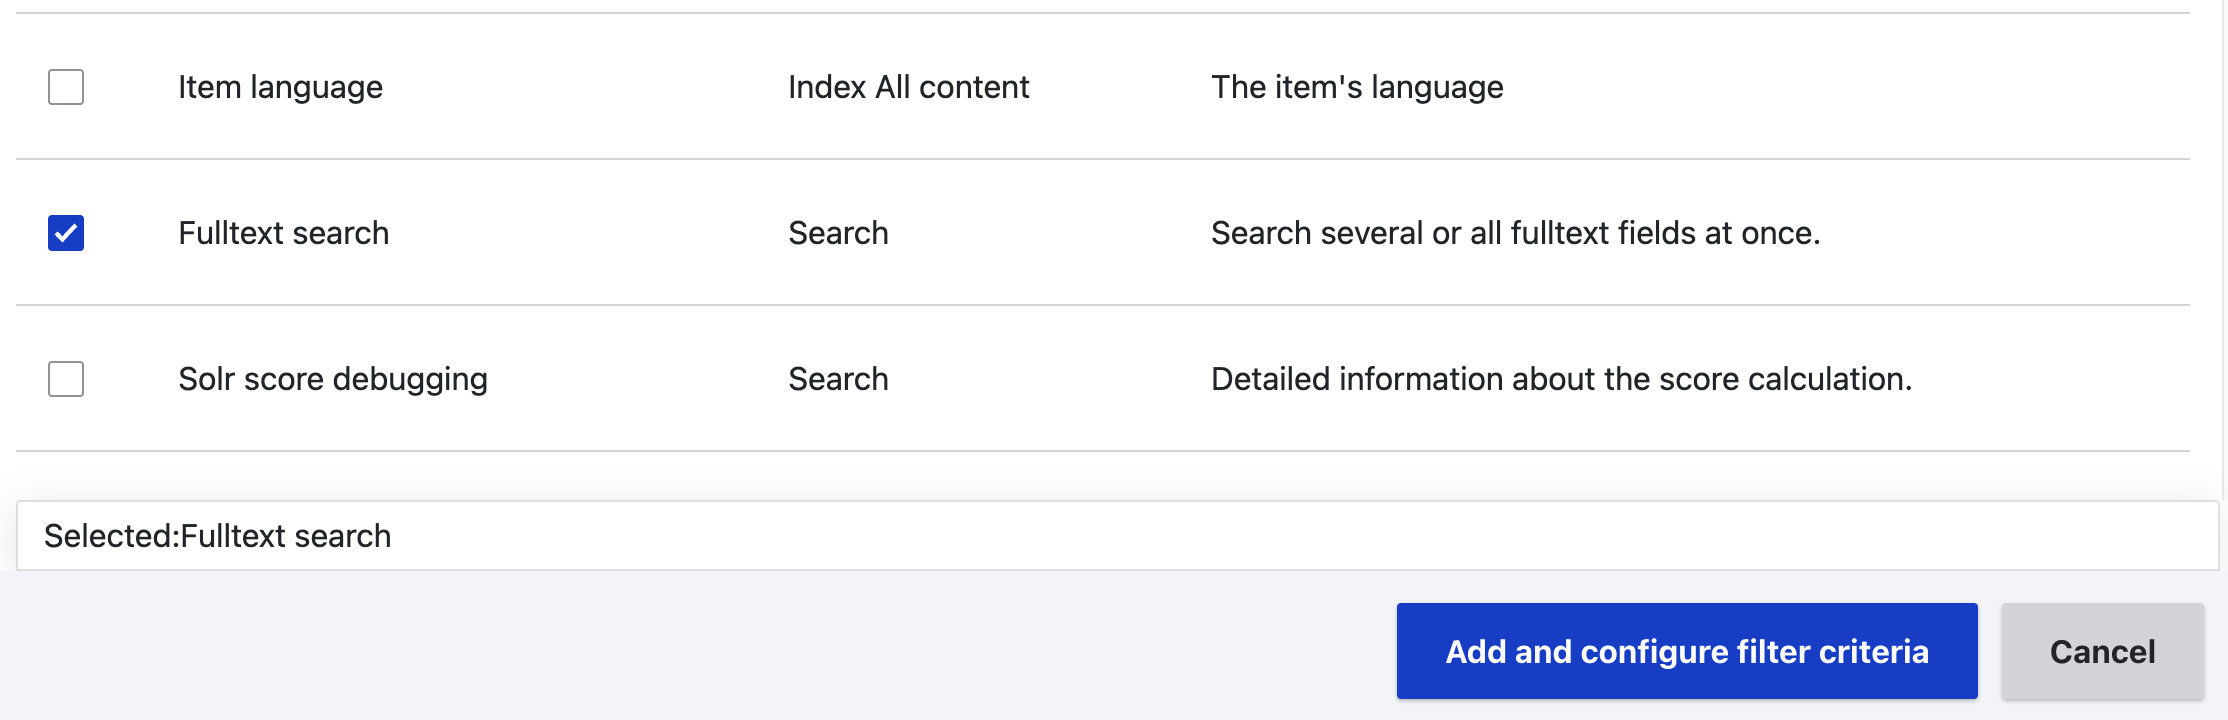 Item language Index All content The item's language
Fulltext search Search Search several or all fulltext fields at once.
Solr score debugging Search Detailed information about the score calculation.
Selected:Fulltext search
Add and configure filter criteria Cancel